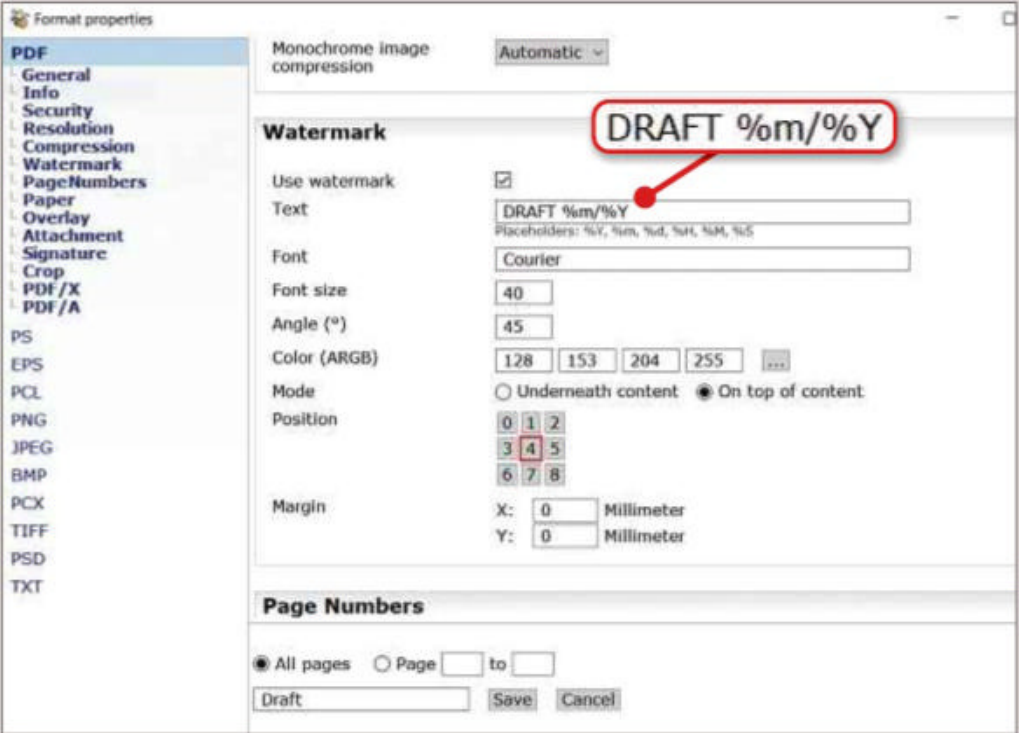 Format properties
PDF
General
Info
Security
Resolution
Compression
Watermark
PageNumbers
Paper
Overlay
Attachment
Signature
Crop
PDF/X
PDF/A
PS
EPS
PCL
PNG
JPEG
BMP
PCX
TIFF
PSD
TXT
Monochrome image
compression
Automatic
Watermark
DRAFT %m/%Y
Use watermark
Text DRAFT %m/%Y
Placeholders: %Y, %m, %d, %H, %M, %S
Font Courier
Font size 40
Angle (°) 45
Color (ARGB) 128 153 204 255 ...
Mode Underneath content On top of content
Position 0 1 2
3 4 5
6 7 8
Margin X: 0 Millimeter
Y: 0 Millimeter
Page Numbers
All pages Page to
Draft Save Cancel